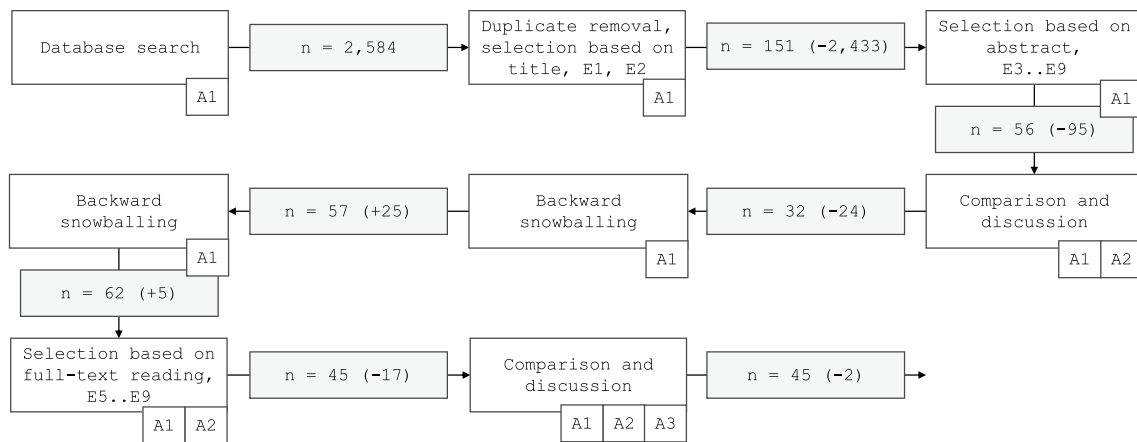 Database search
A1
n = 2,584
Duplicate removal,
selection based on
title, E1, E2
A1
n = 151 (-2,433)
Selection based on
abstract,
E3..E9
A1
n = 56 (-95)
Comparison and
discussion
A1 A2
n = 32 (-24)
Backward
snowballing
A1
n = 57 (+25)
Backward
snowballing
A1
n = 62 (+5)
Selection based on
full-text reading,
E5..E9
A1 A2
n = 45 (-17)
Comparison and
discussion
A1 A2 A3
n = 45 (-2)